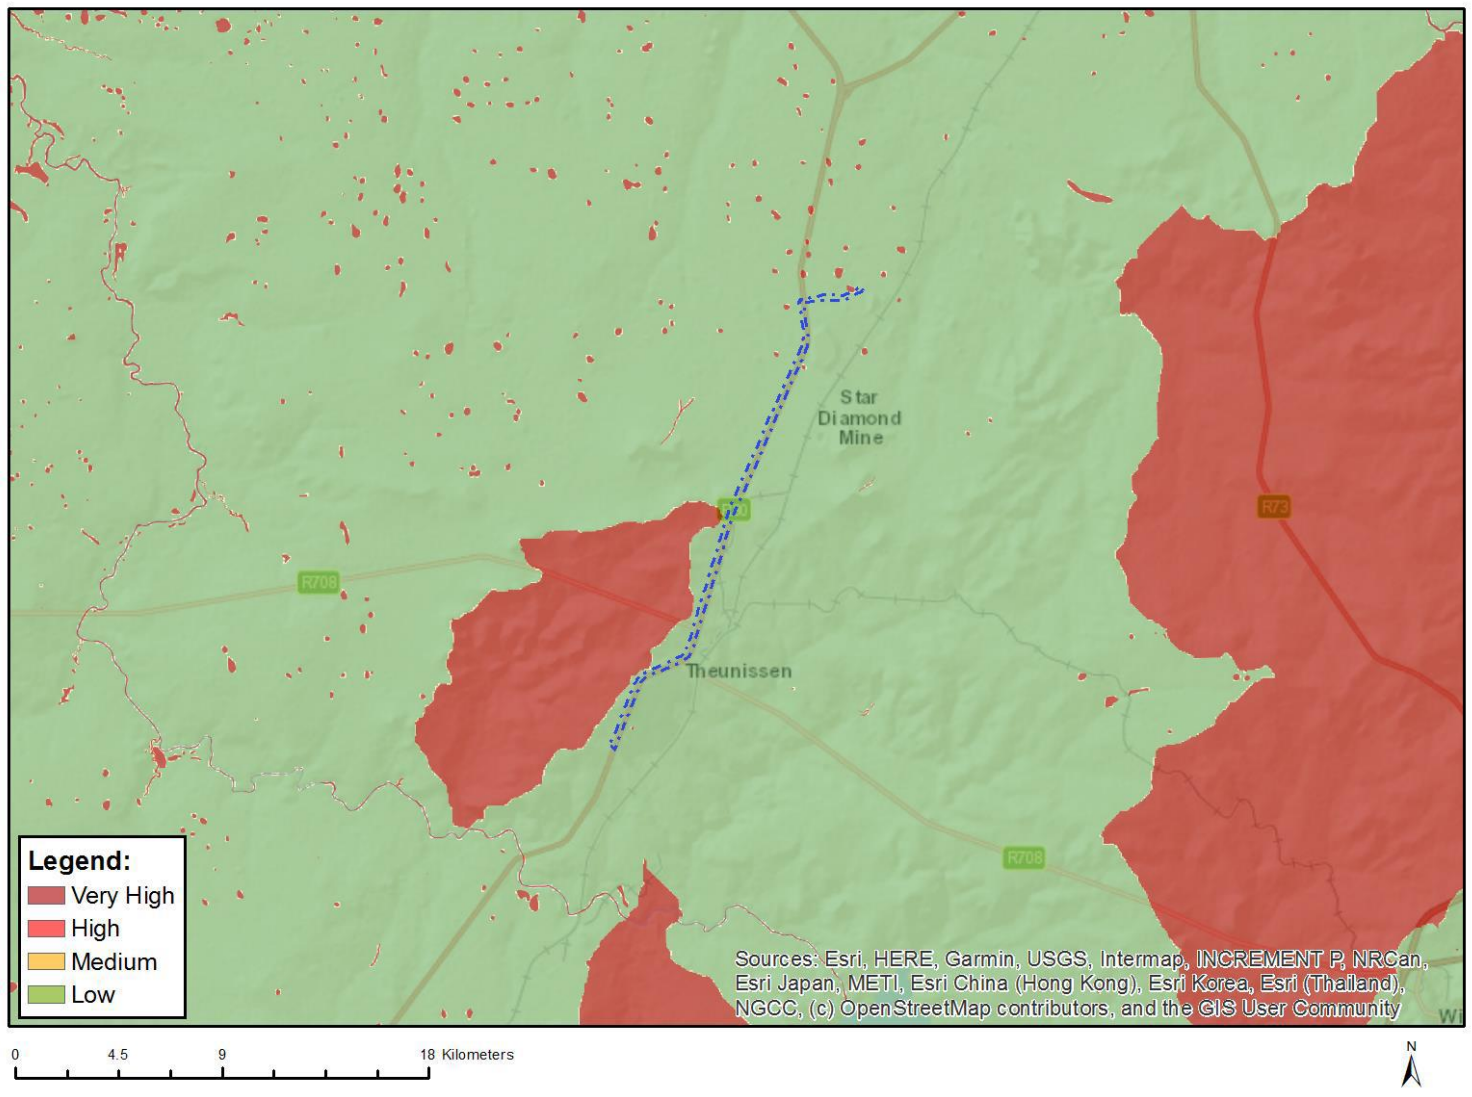 Star
Diamond
Mine
R73
R708
Theunissen
R708
Legend:
Very High
High
Medium
Low
Sources: Esri, HERE, Garmin, USGS, Intermap, INCREMENT P, NRCan,
Esri Japan, METI, Esri China (Hong Kong), Esri Korea, Esri (Thailand),
NGCC, (c) OpenStreetMap contributors, and the GIS User Community
Wi
0 4.5 9 18 Kilometers
N